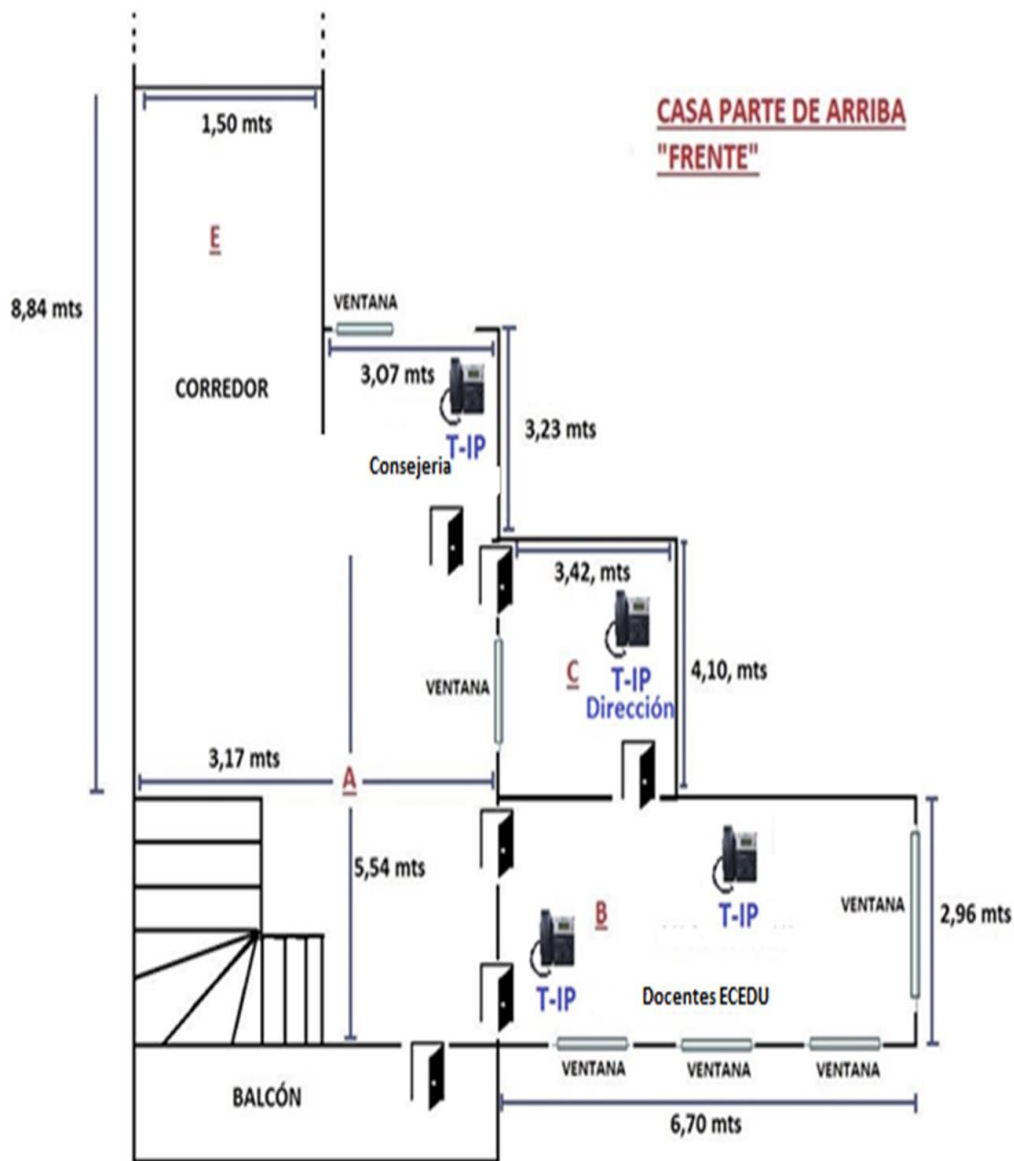 CASA PARTE DE ARRIBA
"FRENTE"
1,50 mts
E
8,84 mts
VENTANA
3,07 mts
CORREDOR
T-IP
3,23 mts
Consejeria
3,42, mts
VENTANA
C
T-IP
Dirección
4,10, mts
3,17 mts
A
5,54 mts
B
T-IP
VENTANA
2,96 mts
T-IP
Docentes ECEDU
VENTANA
VENTANA
VENTANA
BALCÓN
6,70 mts